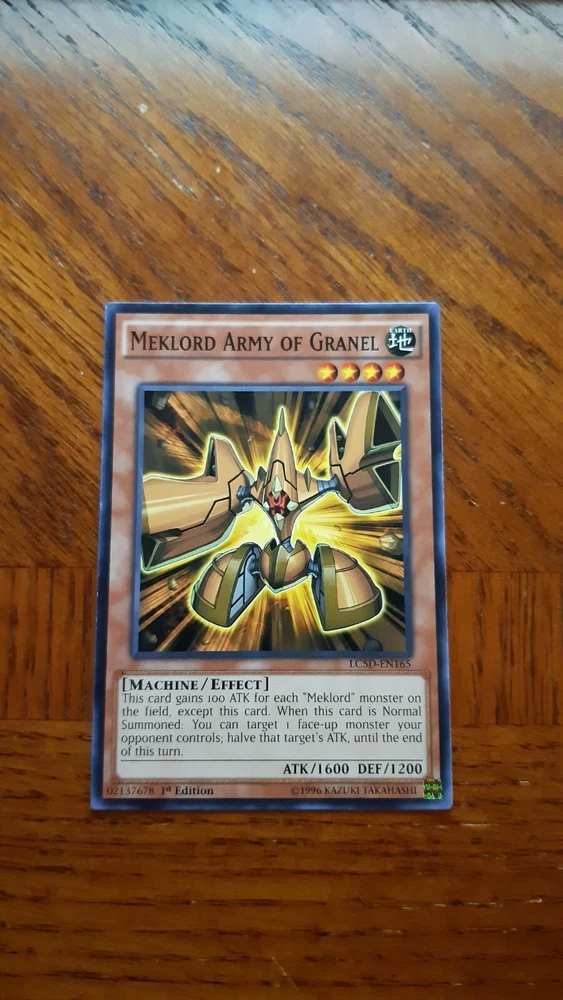 MEKLORD ARMY OF GRANEL
EARTH
地
LC5D-EN165
[MACHINE/EFFECT]
This card gains 100 ATK for each "Meklord" monster on
the field, except this card. When this card is Normal
Summoned: You can target 1 face-up monster your
opponent controls; halve that target's ATK, until the end
of this turn.
ATK/1600 DEF/1200
02137678 1st Edition ©1996 KAZUKI TAKAHASHI